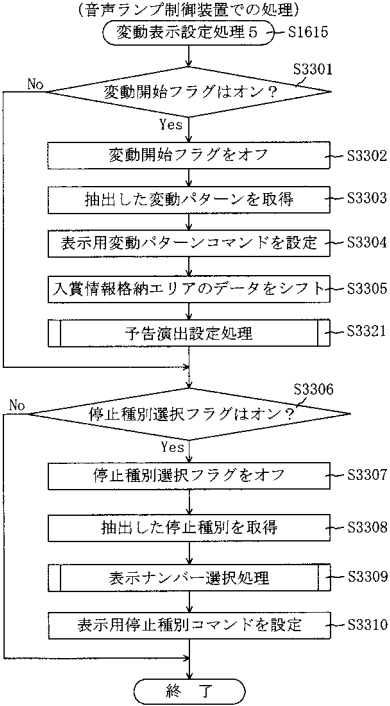 (音声ランプ制御装置での処理)
変動表示設定処理5 S1615
S3301
No 変動開始フラグはオン?
Yes
変動開始フラグをオフ S3302
抽出した変動パターンを取得 S3303
表示用変動パターンコマンドを設定 S3304
入賞情報格納エリアのデータをシフト S3305
予告演出設定処理 S3321
S3306
No 停止種別選択フラグはオン?
Yes
停止種別選択フラグをオフ S3307
抽出した停止種別を取得 S3308
表示ナンバー選択処理 S3309
表示用停止種別コマンドを設定 S3310
終了